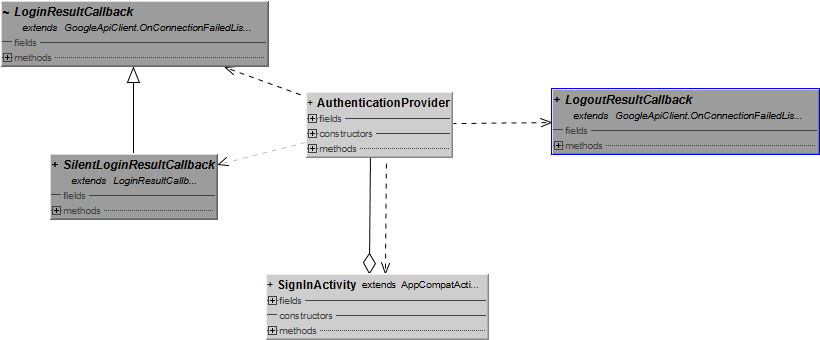 ~ LoginResultCallback
extends GoogleApiClient.OnConnectionFailedLis...
fields
methods
+ AuthenticationProvider
fields
constructors
methods
+ LogoutResultCallback
extends GoogleApiClient.OnConnectionFailedLis...
fields
methods
+ SilentLoginResultCallback
extends LoginResultCallb...
fields
methods
+ SignInActivity extends AppCompatActi...
fields
constructors
methods